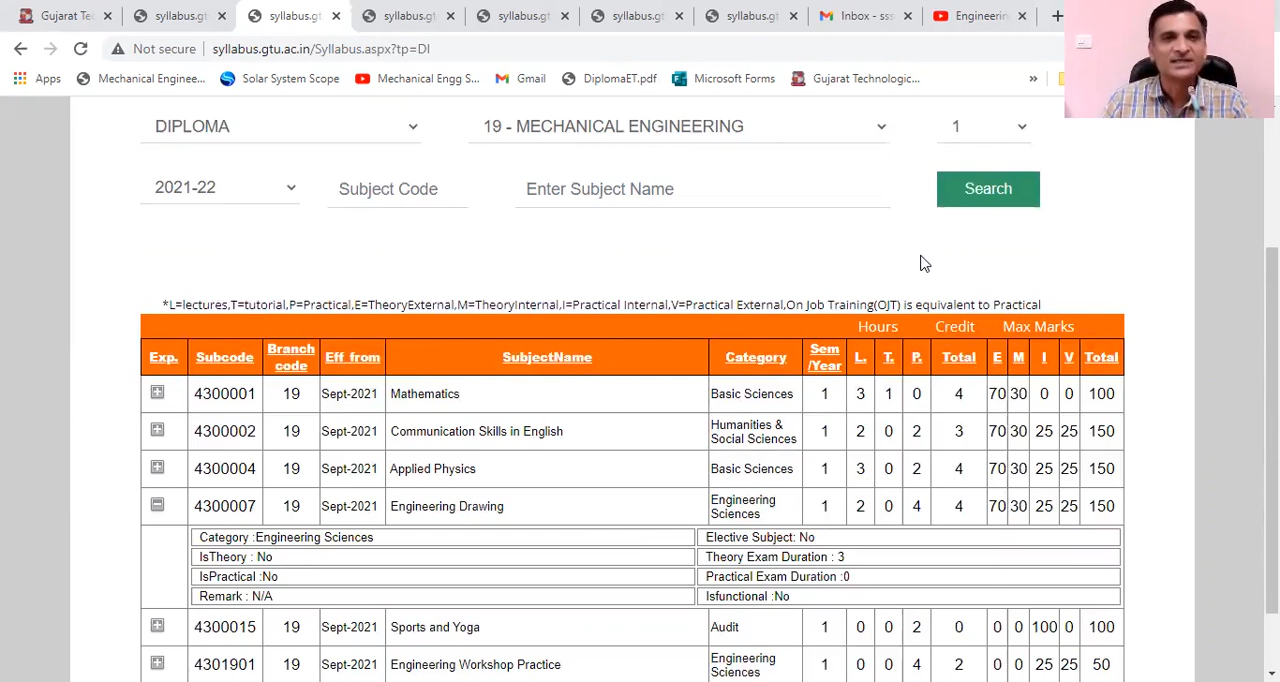 Gujarat Te
syllabus.gt
syllabus.gt
syllabus.gt
syllabus.gt
syllabus.gt
syllabus.gt
Inbox - sss
Engineerin
Not secure
syllabus.gtu.ac.in/Syllabus.aspx?tp=DI
Apps
Mechanical Enginee...
Solar System Scope
Mechanical Engg S...
Gmail
DiplomaET.pdf
Microsoft Forms
Gujarat Technologic...
»
DIPLOMA
19 - MECHANICAL ENGINEERING
1
2021-22
Subject Code
Enter Subject Name
Search
*L=lectures,T=tutorial,P=Practical,E=TheoryExternal,M=TheoryInternal,I=Practical Internal,V=Practical External,On Job Training(OJT) is equivalent to Practical
Hours Credit Max Marks
Exp. Subcode Branch code Eff_from SubjectName Category Sem /Year L. T. P. Total E M I V Total
4300001 19 Sept-2021 Mathematics Basic Sciences 1 3 1 0 4 70 30 0 0 100
4300002 19 Sept-2021 Communication Skills in English Humanities & Social Sciences 1 2 0 2 3 70 30 25 25 150
4300004 19 Sept-2021 Applied Physics Basic Sciences 1 3 0 2 4 70 30 25 25 150
4300007 19 Sept-2021 Engineering Drawing Engineering Sciences 1 2 0 4 4 70 30 25 25 150
Category :Engineering Sciences Elective Subject: No
IsTheory : No Theory Exam Duration : 3
IsPractical :No Practical Exam Duration :0
Remark : N/A Isfunctional :No
4300015 19 Sept-2021 Sports and Yoga Audit 1 0 0 2 0 0 0 100 0 100
4301901 19 Sept-2021 Engineering Workshop Practice Engineering Sciences 1 0 0 4 2 0 0 25 25 50